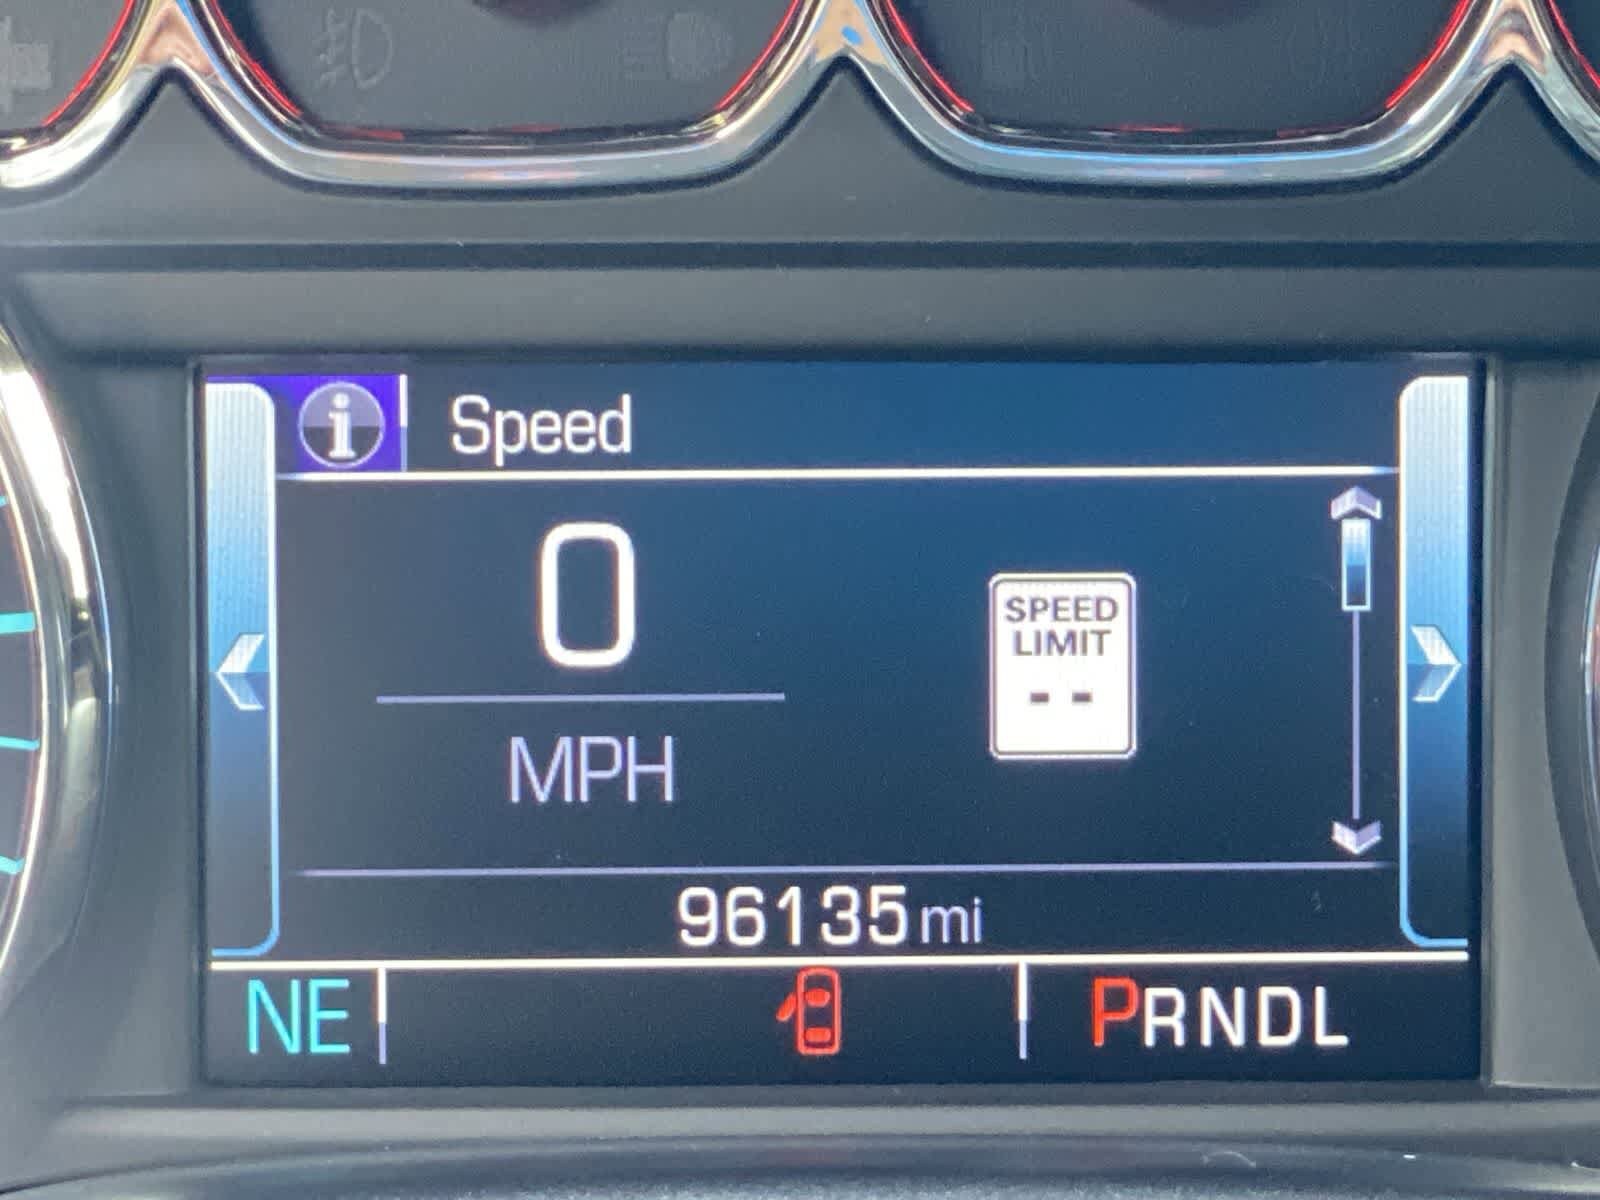 i Speed
0
MPH
SPEED
LIMIT
- -
96135 mi
NE
PRNDL